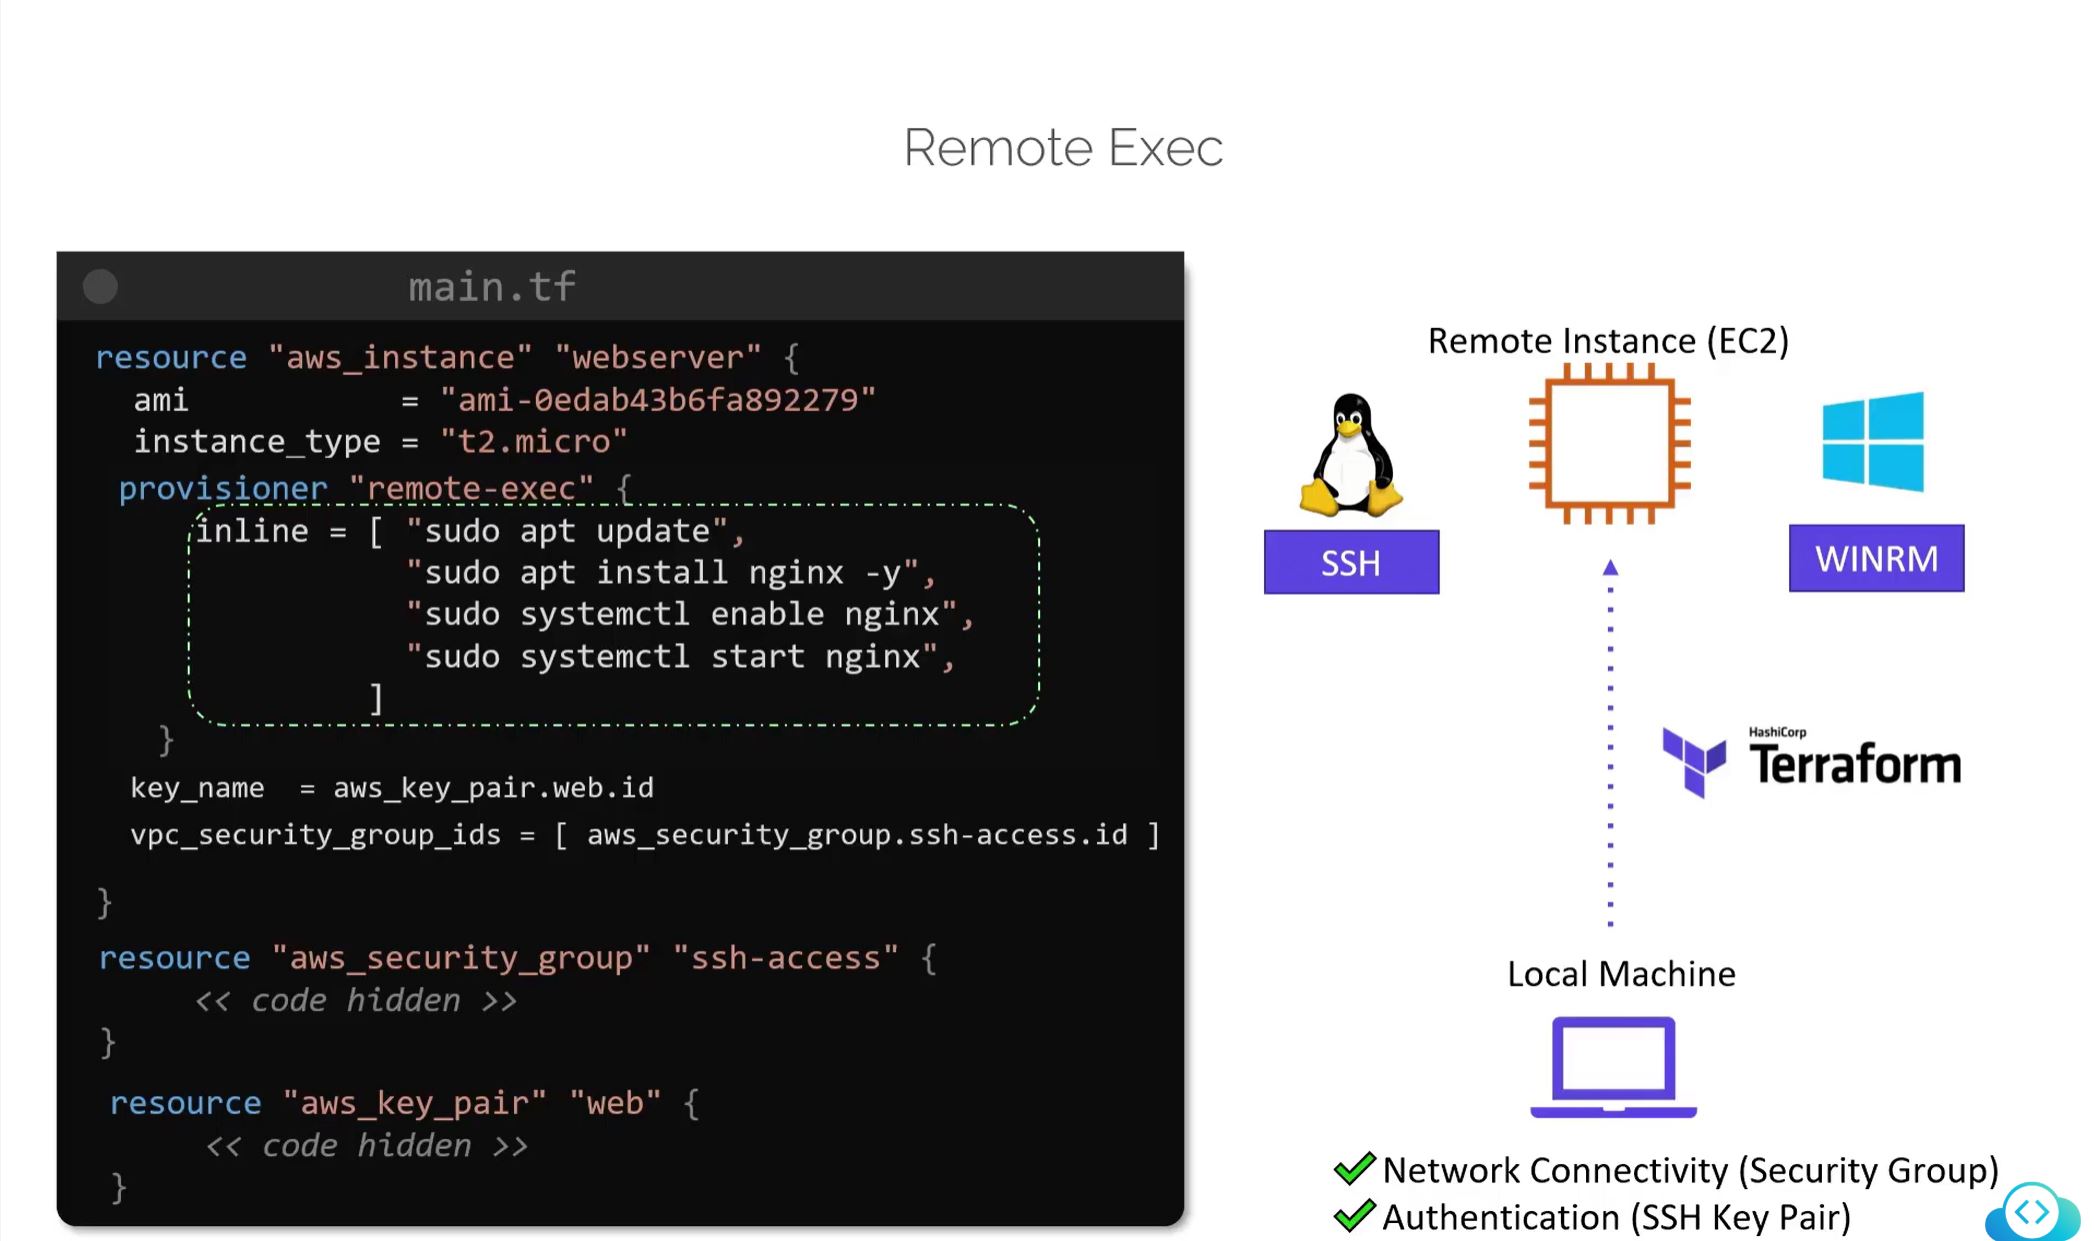 Remote Exec
main.tf
resource "aws_instance" "webserver" {
ami = "ami-0edab43b6fa892279"
instance_type = "t2.micro"
provisioner "remote-exec" {
inline = [ "sudo apt update",
"sudo apt install nginx -y",
"sudo systemctl enable nginx",
"sudo systemctl start nginx",
]
}
key_name = aws_key_pair.web.id
vpc_security_group_ids = [ aws_security_group.ssh-access.id ]
}
resource "aws_security_group" "ssh-access" {
<< code hidden >>
}
resource "aws_key_pair" "web" {
<< code hidden >>
}
Remote Instance (EC2)
SSH
WINRM
HashiCorp
Terraform
Local Machine
Network Connectivity (Security Group)
Authentication (SSH Key Pair)